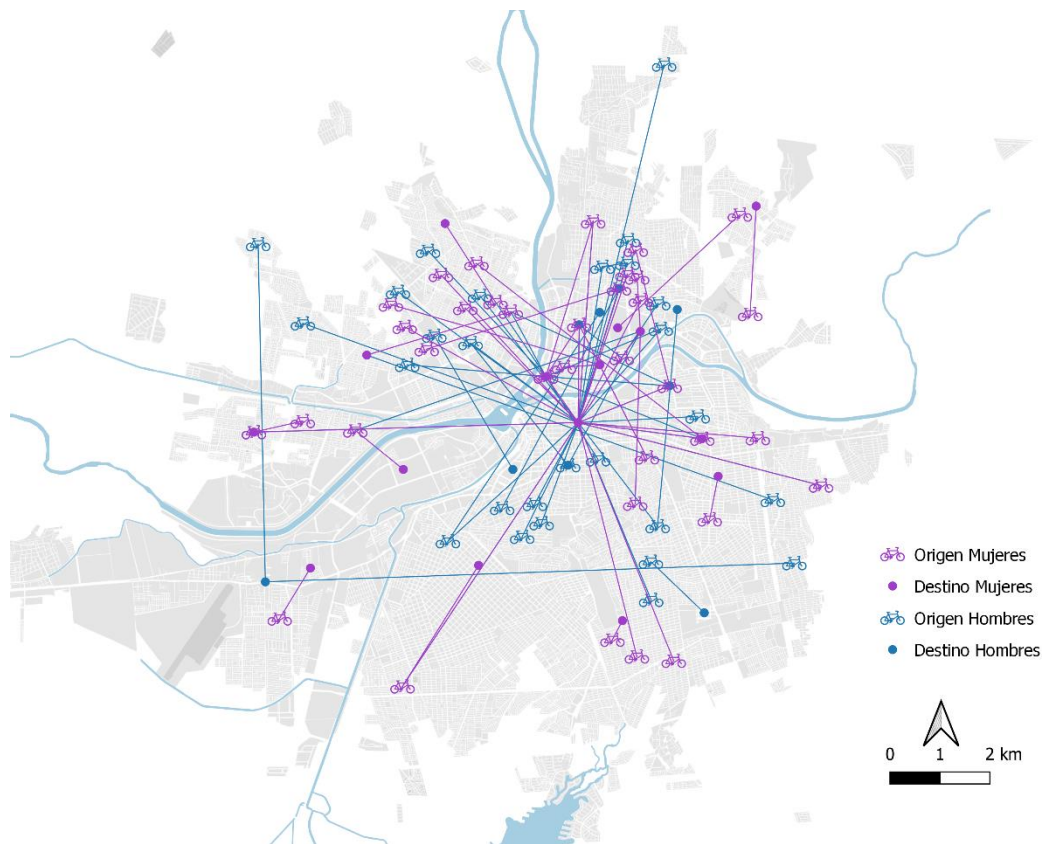 Origen Mujeres
Destino Mujeres
Origen Hombres
Destino Hombres
0 1 2 km